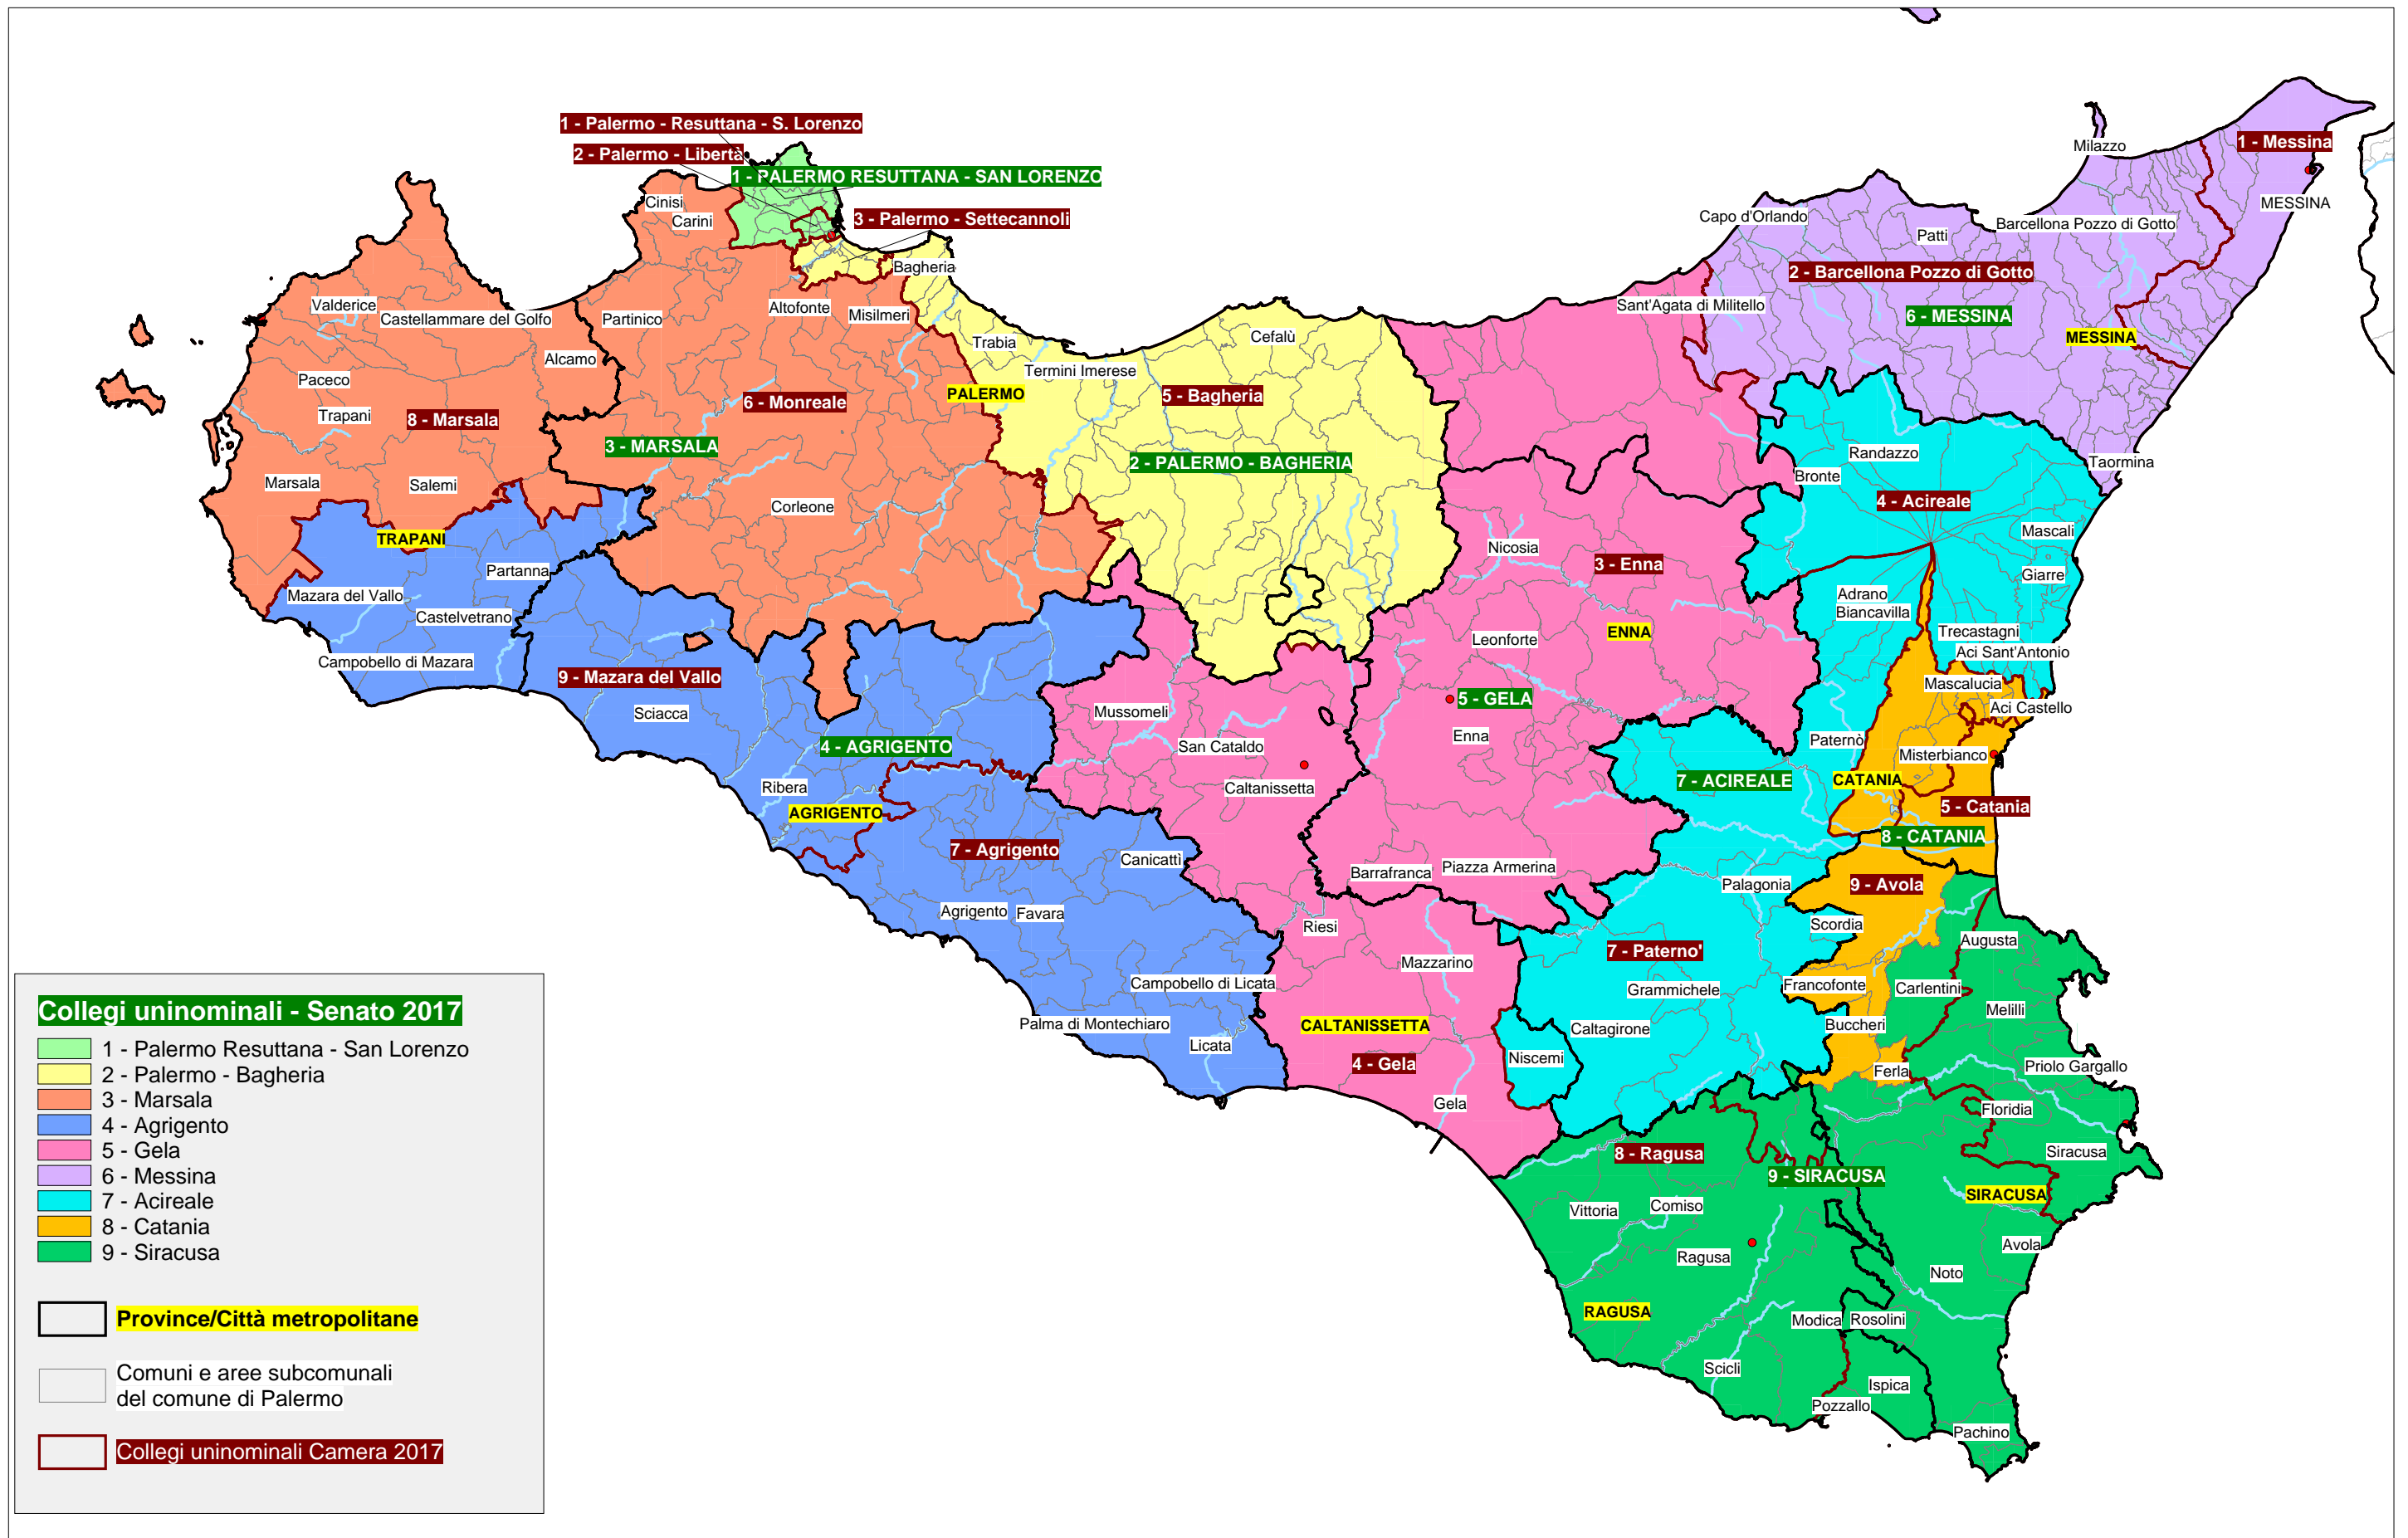 1 - Palermo - Resuttana - S. Lorenzo
2 - Palermo - Libertà
1 - PALERMO RESUTTANA - SAN LORENZO
3 - Palermo - Settecannoli
Cinisi
Carini
Bagheria
Valderice
Castellammare del Golfo
Partinico
Altofonte
Misilmeri
Alcamo
Paceco
Trapani
8 - Marsala
6 - Monreale
3 - MARSALA
Marsala
Salemi
Corleone
TRAPANI
Partanna
Mazara del Vallo
Castelvetrano
Campobello di Mazara
9 - Mazara del Vallo
Sciacca
4 - AGRIGENTO
Ribera
AGRIGENTO
7 - Agrigento
Canicattì
Agrigento
Favara
Campobello di Licata
Palma di Montechiaro
Licata
Trabia
Termini Imerese
Cefalù
PALERMO
5 - Bagheria
2 - PALERMO - BAGHERIA
Mussomeli
San Cataldo
Caltanissetta
Riesi
Mazzarino
CALTANISSETTA
4 - Gela
Gela
Niscemi
Sant'Agata di Militello
Nicosia
3 - Enna
Leonforte
ENNA
5 - GELA
Enna
Barrafranca
Piazza Armerina
Milazzo
1 - Messina
MESSINA
Capo d'Orlando
Patti
Barcellona Pozzo di Gotto
2 - Barcellona Pozzo di Gotto
6 - MESSINA
MESSINA
Taormina
Randazzo
Bronte
4 - Acireale
Mascali
Giarre
Adrano
Biancavilla
Trecastagni
Aci Sant'Antonio
Mascalucia
Aci Castello
Paternò
Misterbianco
7 - ACIREALE
CATANIA
5 - Catania
8 - CATANIA
Palagonia
9 - Avola
Scordia
7 - Paterno'
Grammichele
Caltagirone
Francofonte
Carlentini
Augusta
Melilli
Buccheri
Ferla
Priolo Gargallo
Floridia
Siracusa
8 - Ragusa
9 - SIRACUSA
SIRACUSA
Vittoria
Comiso
Ragusa
Avola
Noto
RAGUSA
Modica
Rosolini
Scicli
Ispica
Pozzallo
Pachino
Collegi uninominali - Senato 2017
1 - Palermo Resuttana - San Lorenzo
2 - Palermo - Bagheria
3 - Marsala
4 - Agrigento
5 - Gela
6 - Messina
7 - Acireale
8 - Catania
9 - Siracusa
Province/Città metropolitane
Comuni e aree subcomunali
del comune di Palermo
Collegi uninominali Camera 2017